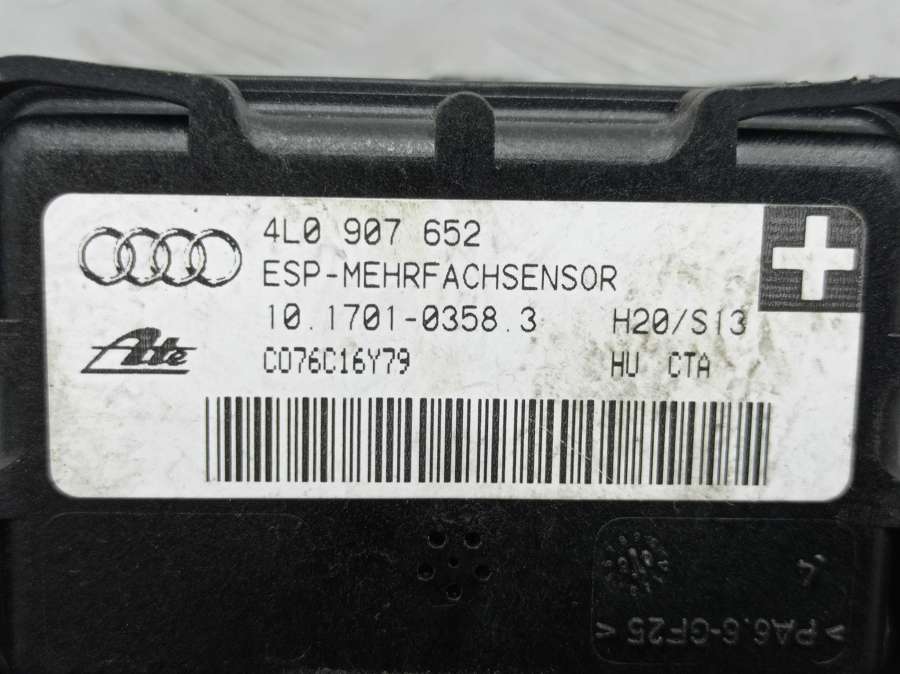 4L0 907 652
ESP-MEHRFACHSENSOR
10.1701-0358.3 H20/S13
Ate
C076C16Y79 HU CTA
>PA6.6-GF25<